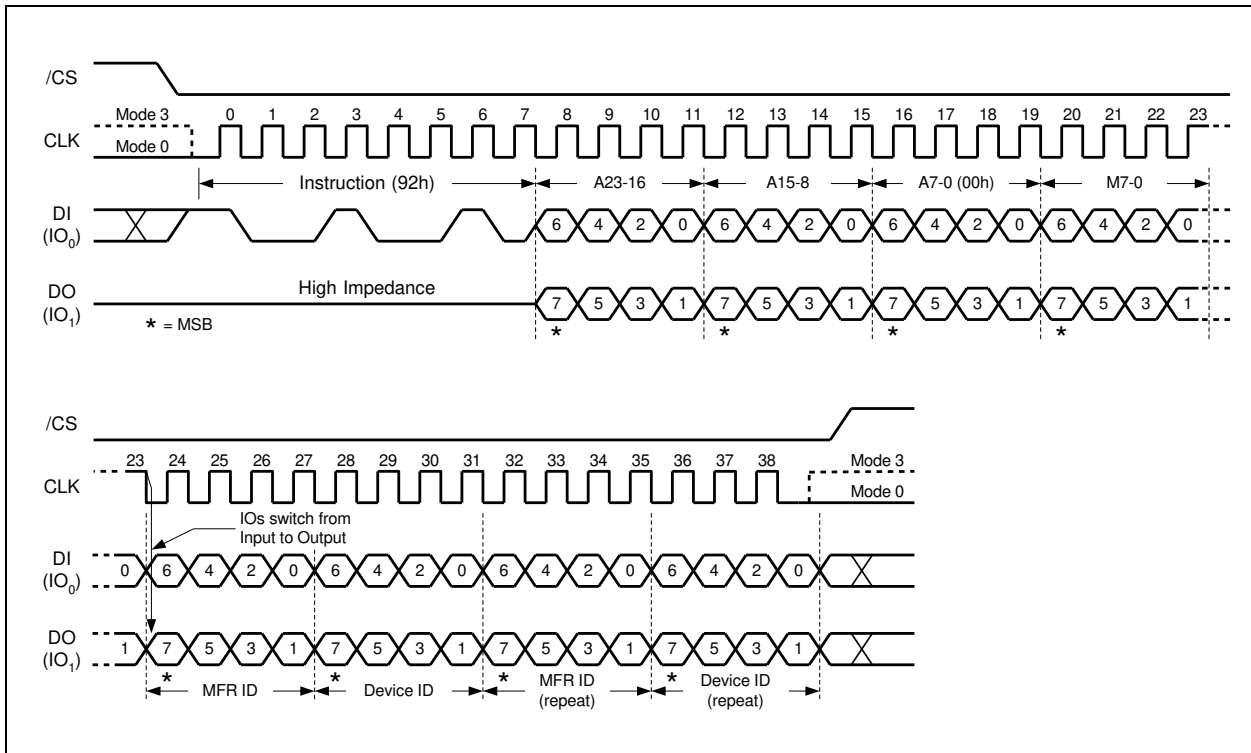 /CS
Mode 3 0 1 2 3 4 5 6 7 8 9 10 11 12 13 14 15 16 17 18 19 20 21 22 23
CLK
Mode 0
Instruction (92h) A23-16 A15-8 A7-0 (00h) M7-0
DI
(IO0)
6 4 2 0 6 4 2 0 6 4 2 0 6 4 2 0
High Impedance
DO
(IO1)
7 5 3 1 7 5 3 1 7 5 3 1 7 5 3 1
* = MSB
* * * *
/CS
23 24 25 26 27 28 29 30 31 32 33 34 35 36 37 38 Mode 3
CLK
Mode 0
IOs switch from
Input to Output
DI
(IO0)
0 6 4 2 0 6 4 2 0 6 4 2 0 6 4 2 0
DO
(IO1)
1 7 5 3 1 7 5 3 1 7 5 3 1 7 5 3 1
* * * *
MFR ID Device ID MFR ID
(repeat)
Device ID
(repeat)